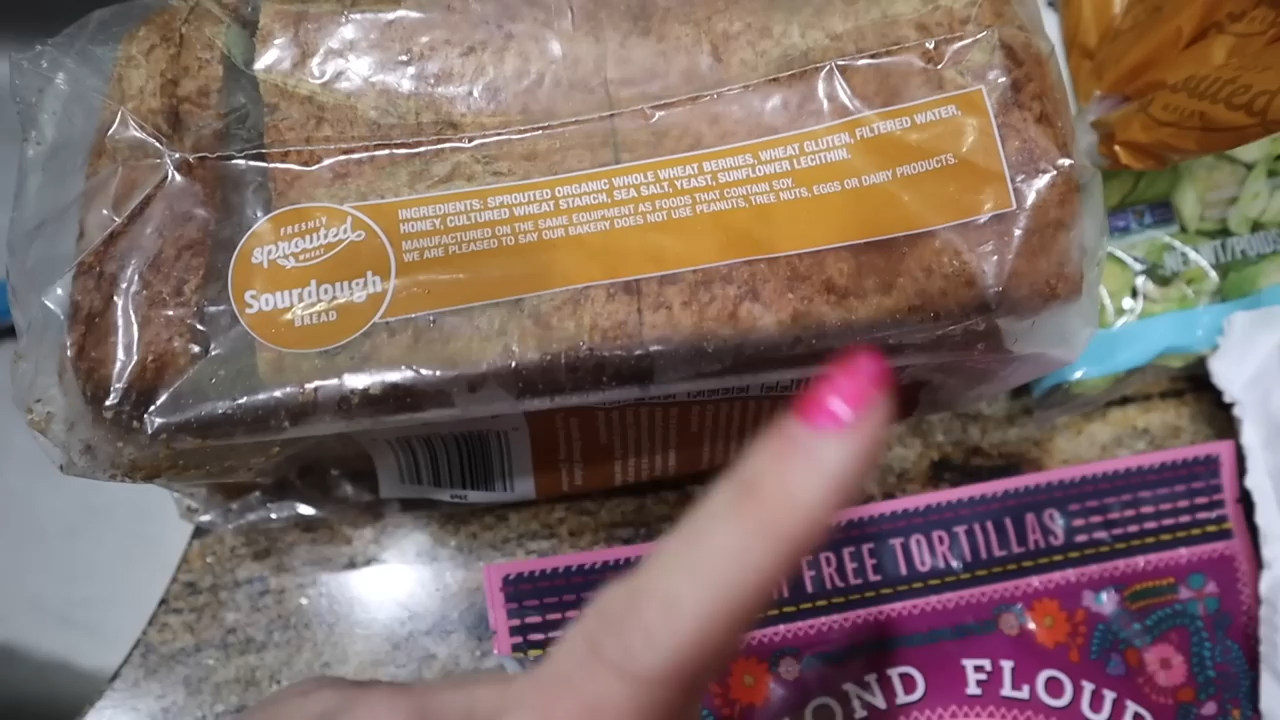 INGREDIENTS: SPROUTED ORGANIC WHOLE WHEAT BERRIES, WHEAT GLUTEN, FILTERED WATER,
HONEY, CULTURED WHEAT STARCH, SEA SALT, YEAST, SUNFLOWER LECITHIN.
MANUFACTURED ON THE SAME EQUIPMENT AS FOODS THAT CONTAIN SOY.
WE ARE PLEASED TO SAY OUR BAKERY DOES NOT USE PEANUTS, TREE NUTS, EGGS OR DAIRY PRODUCTS.
FRESHLY
sprouted
WHEAT
Sourdough
BREAD
FREE TORTILLAS
FLOUR